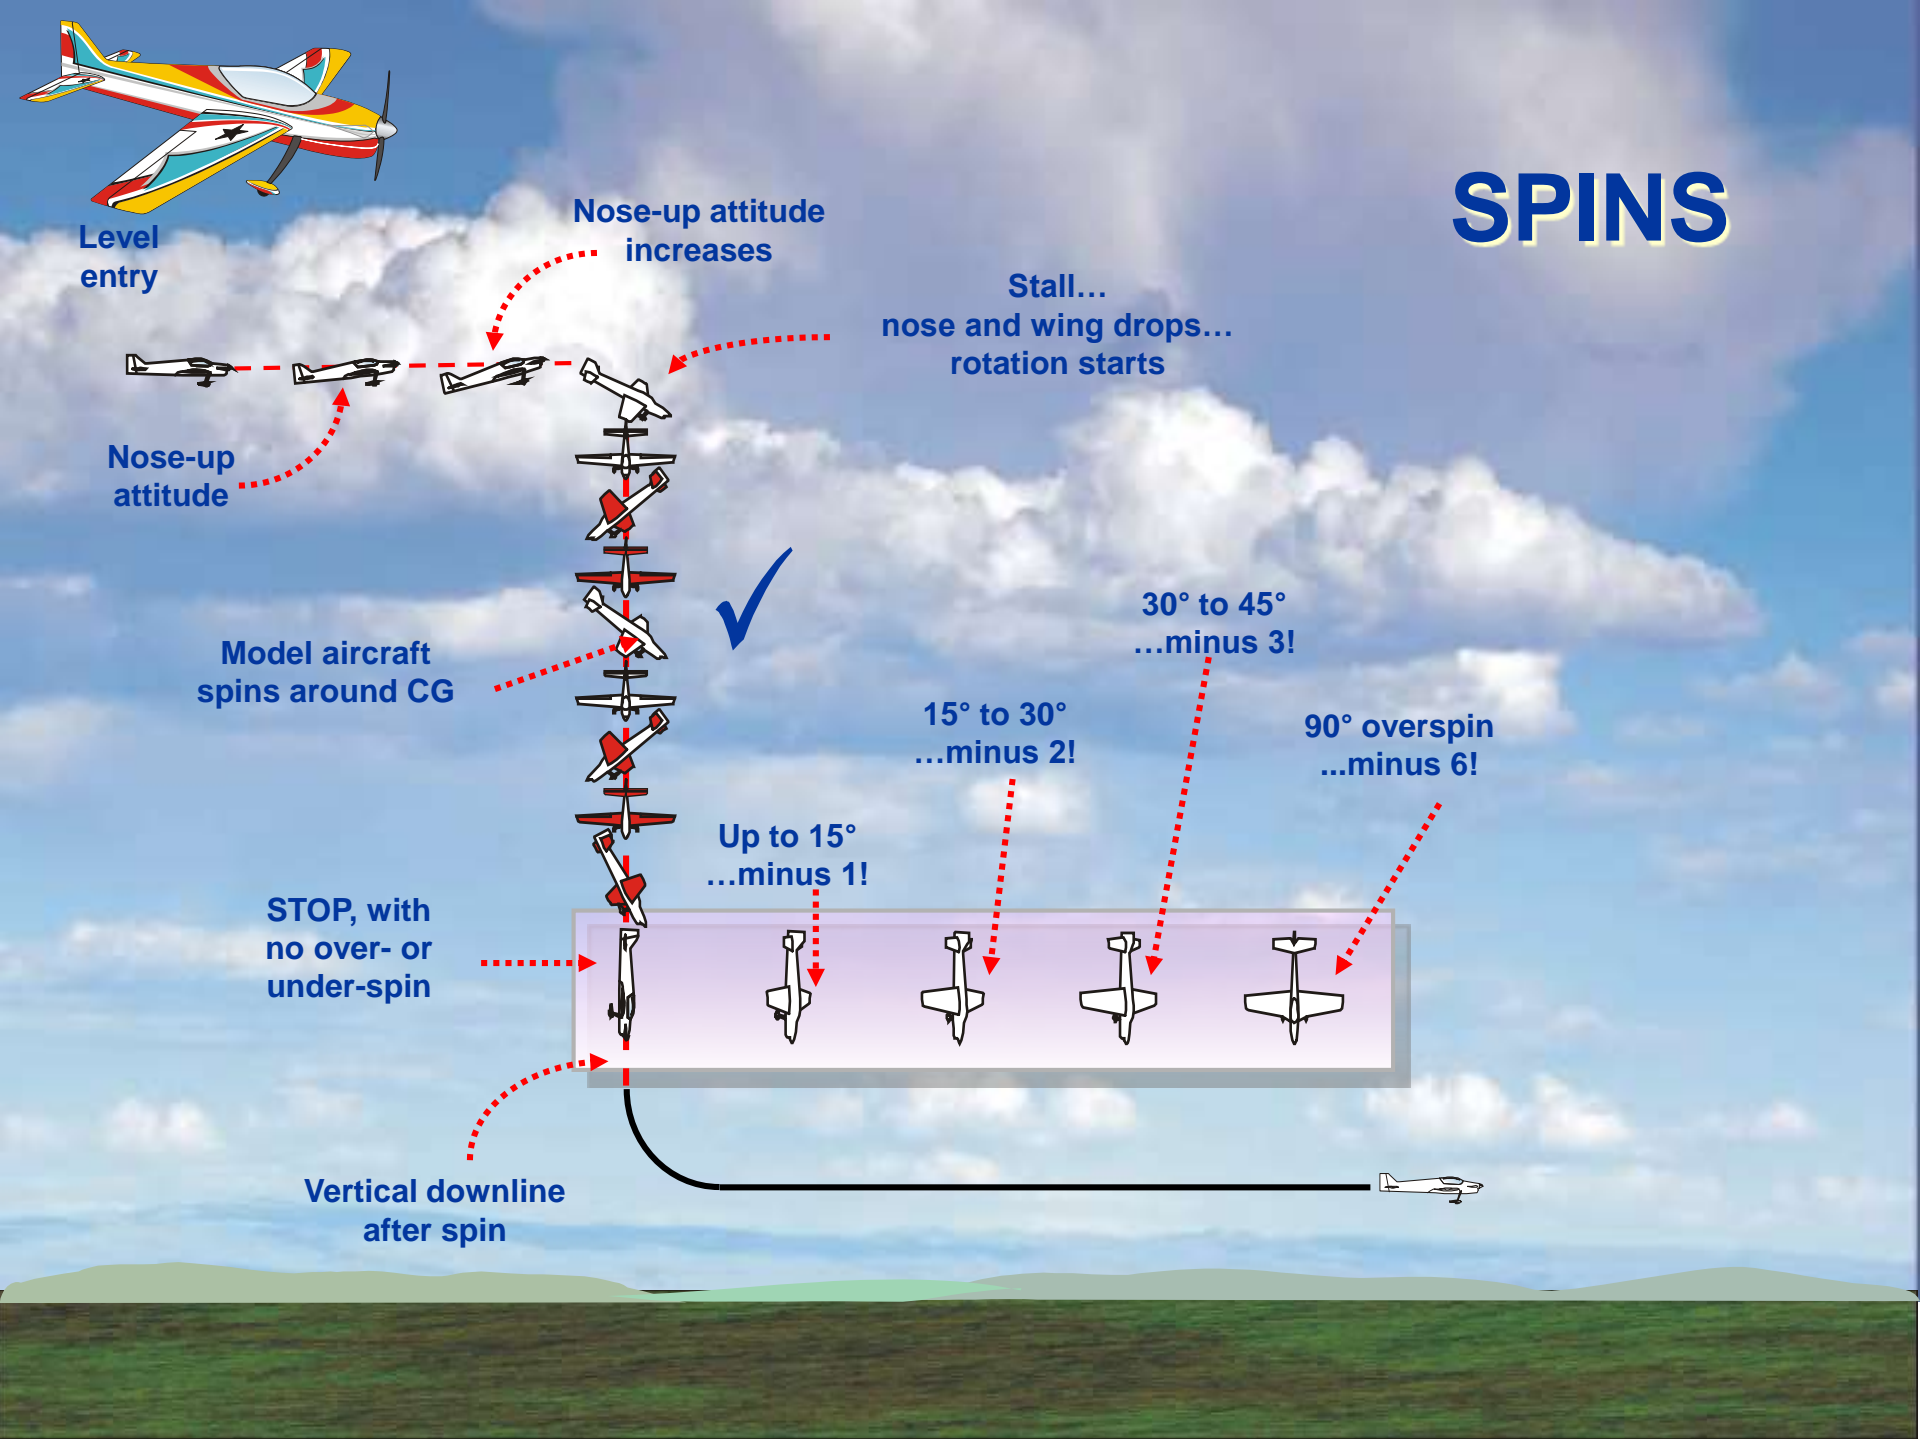 SPINS
Level
entry
Nose-up attitude
increases
Stall…
nose and wing drops…
rotation starts
Nose-up
attitude
Model aircraft
spins around CG
30° to 45°
…minus 3!
15° to 30°
…minus 2!
90° overspin
...minus 6!
Up to 15°
…minus 1!
STOP, with
no over- or
under-spin
Vertical downline
after spin